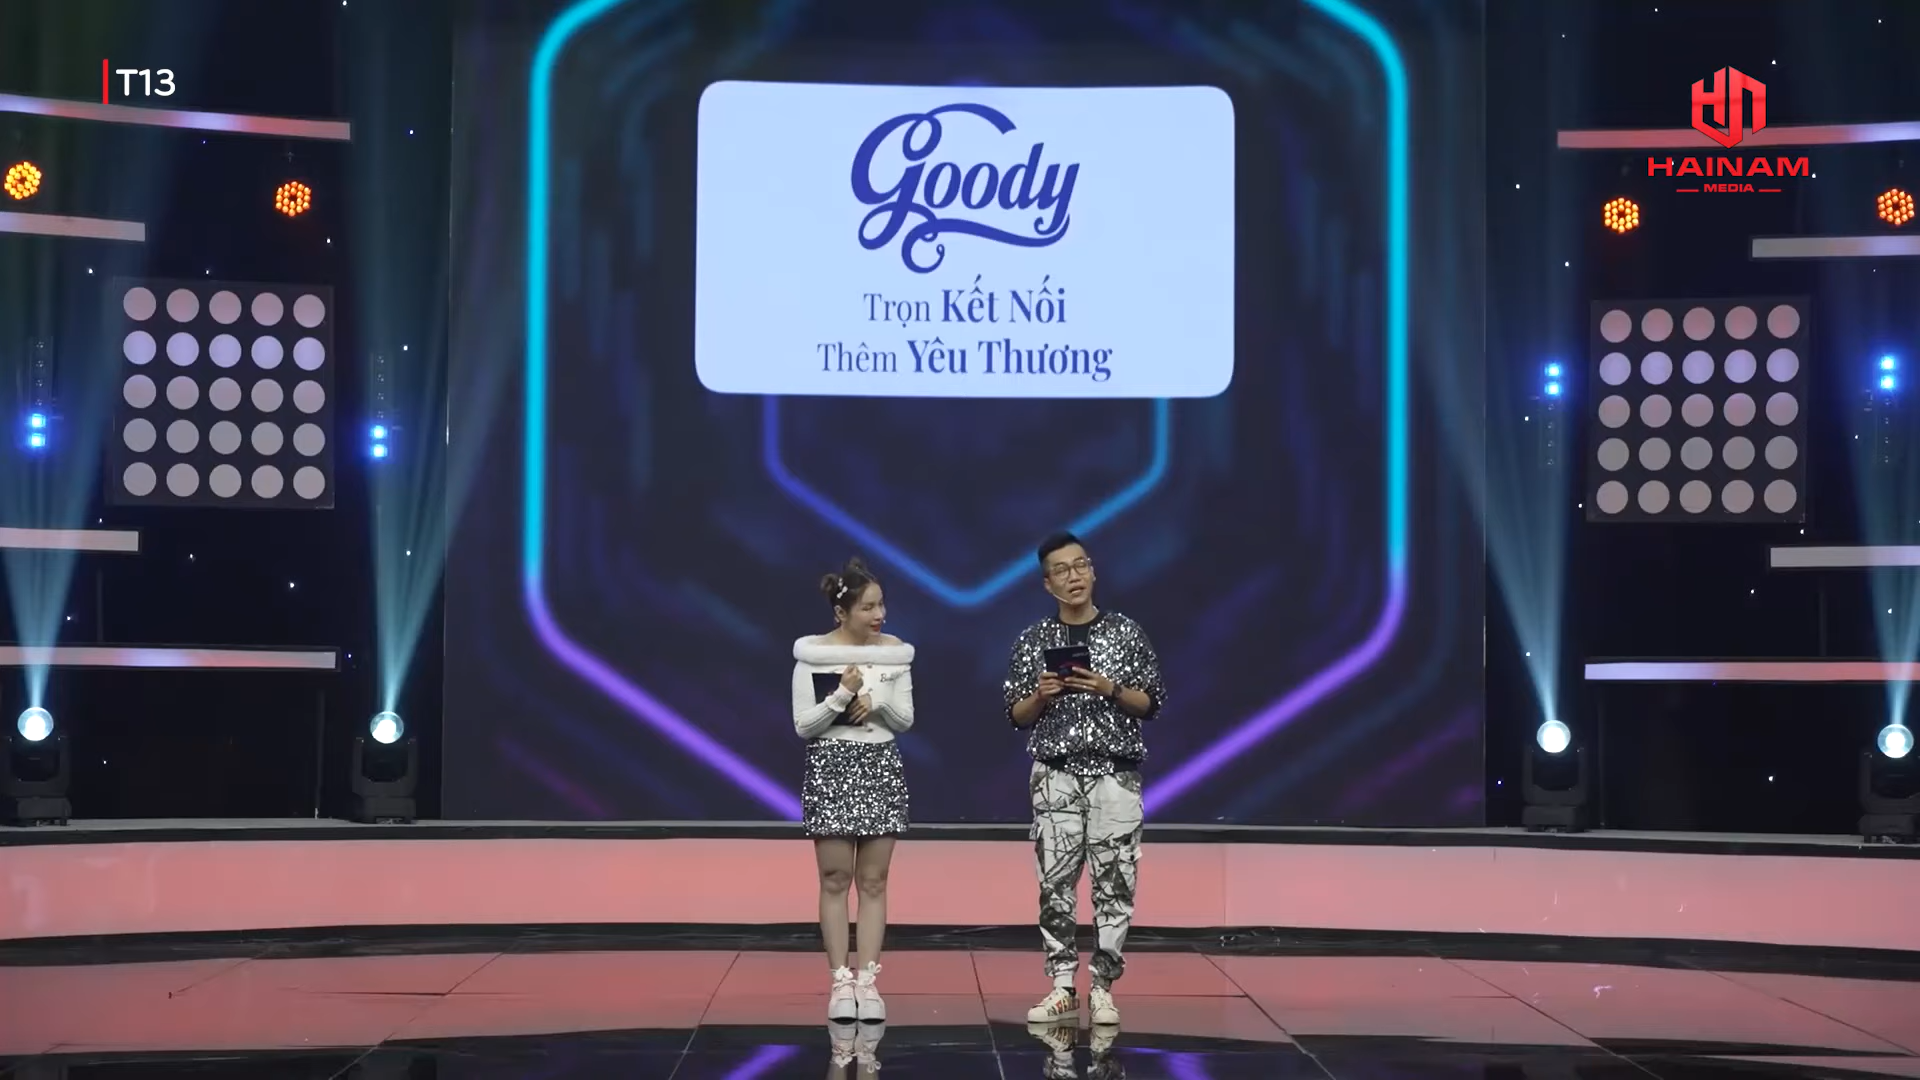 T13
HAINAM
MEDIA
Goody
Trọn Kết Nối
Thêm Yêu Thương